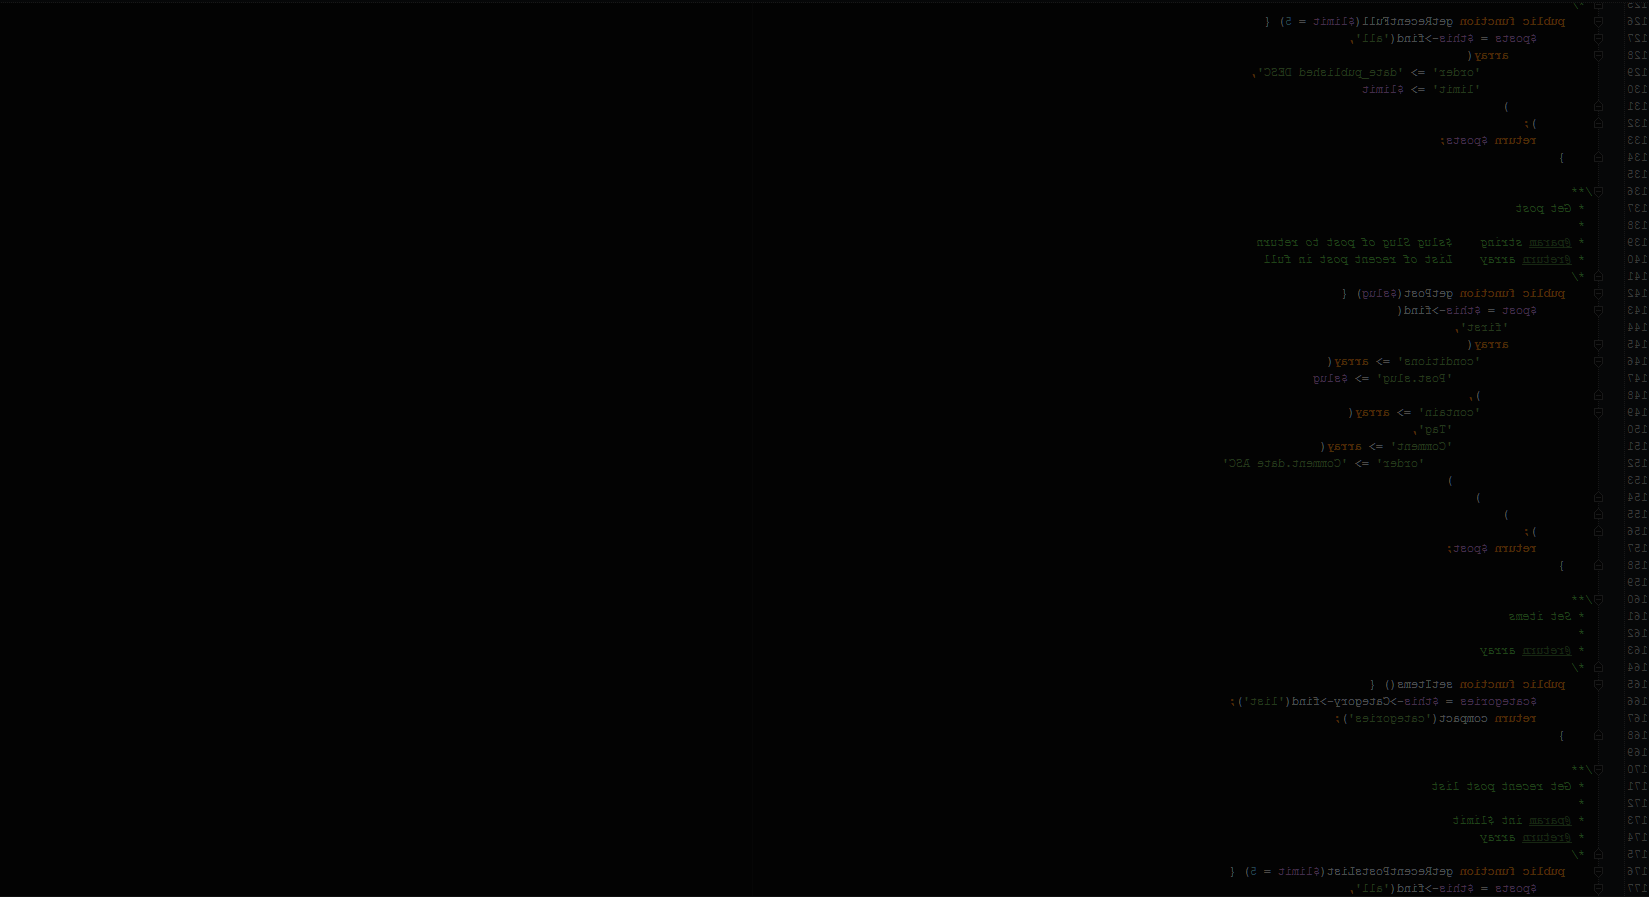 125 */
126 public function getRecentFull($limit = 5) {
127 $posts = $this->find('all',
128 array(
129 'order' => 'date_published DESC',
130 'limit' => $limit
131 )
132 );
133 return $posts;
134 }
135
136 /**
137 * Get post
138 *
139 * @param string $slug Slug of post to return
140 * @return array List of recent post in full
141 */
142 public function getPost($slug) {
143 $post = $this->find(
144 'first',
145 array(
146 'conditions' => array(
147 'Post.slug' => $slug
148 ),
149 'contain' => array(
150 'Tag',
151 'Comment' => array(
152 'order' => 'Comment.date ASC'
153 )
154 )
155 )
156 );
157 return $post;
158 }
159
160 /**
161 * Set items
162 *
163 * @return array
164 */
165 public function setItems() {
166 $categories = $this->Category->find('list');
167 return compact('categories');
168 }
169
170 /**
171 * Get recent post list
172 *
173 * @param int $limit
174 * @return array
175 */
176 public function getRecentPostsList($limit = 5) {
177 $posts = $this->find('all',